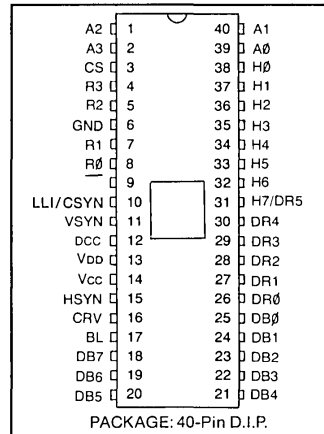 A2 1 40 A1
A3 2 39 AØ
CS 3 38 HØ
R3 4 37 H1
R2 5 36 H2
GND 6 35 H3
R1 7 34 H4
RØ 8 33 H5
9 32 H6
LLI/CSYN 10 31 H7/DR5
VSYN 11 30 DR4
DCC 12 29 DR3
VDD 13 28 DR2
VCC 14 27 DR1
HSYN 15 26 DRØ
CRV 16 25 DBØ
BL 17 24 DB1
DB7 18 23 DB2
DB6 19 22 DB3
DB5 20 21 DB4
PACKAGE: 40-Pin D.I.P.